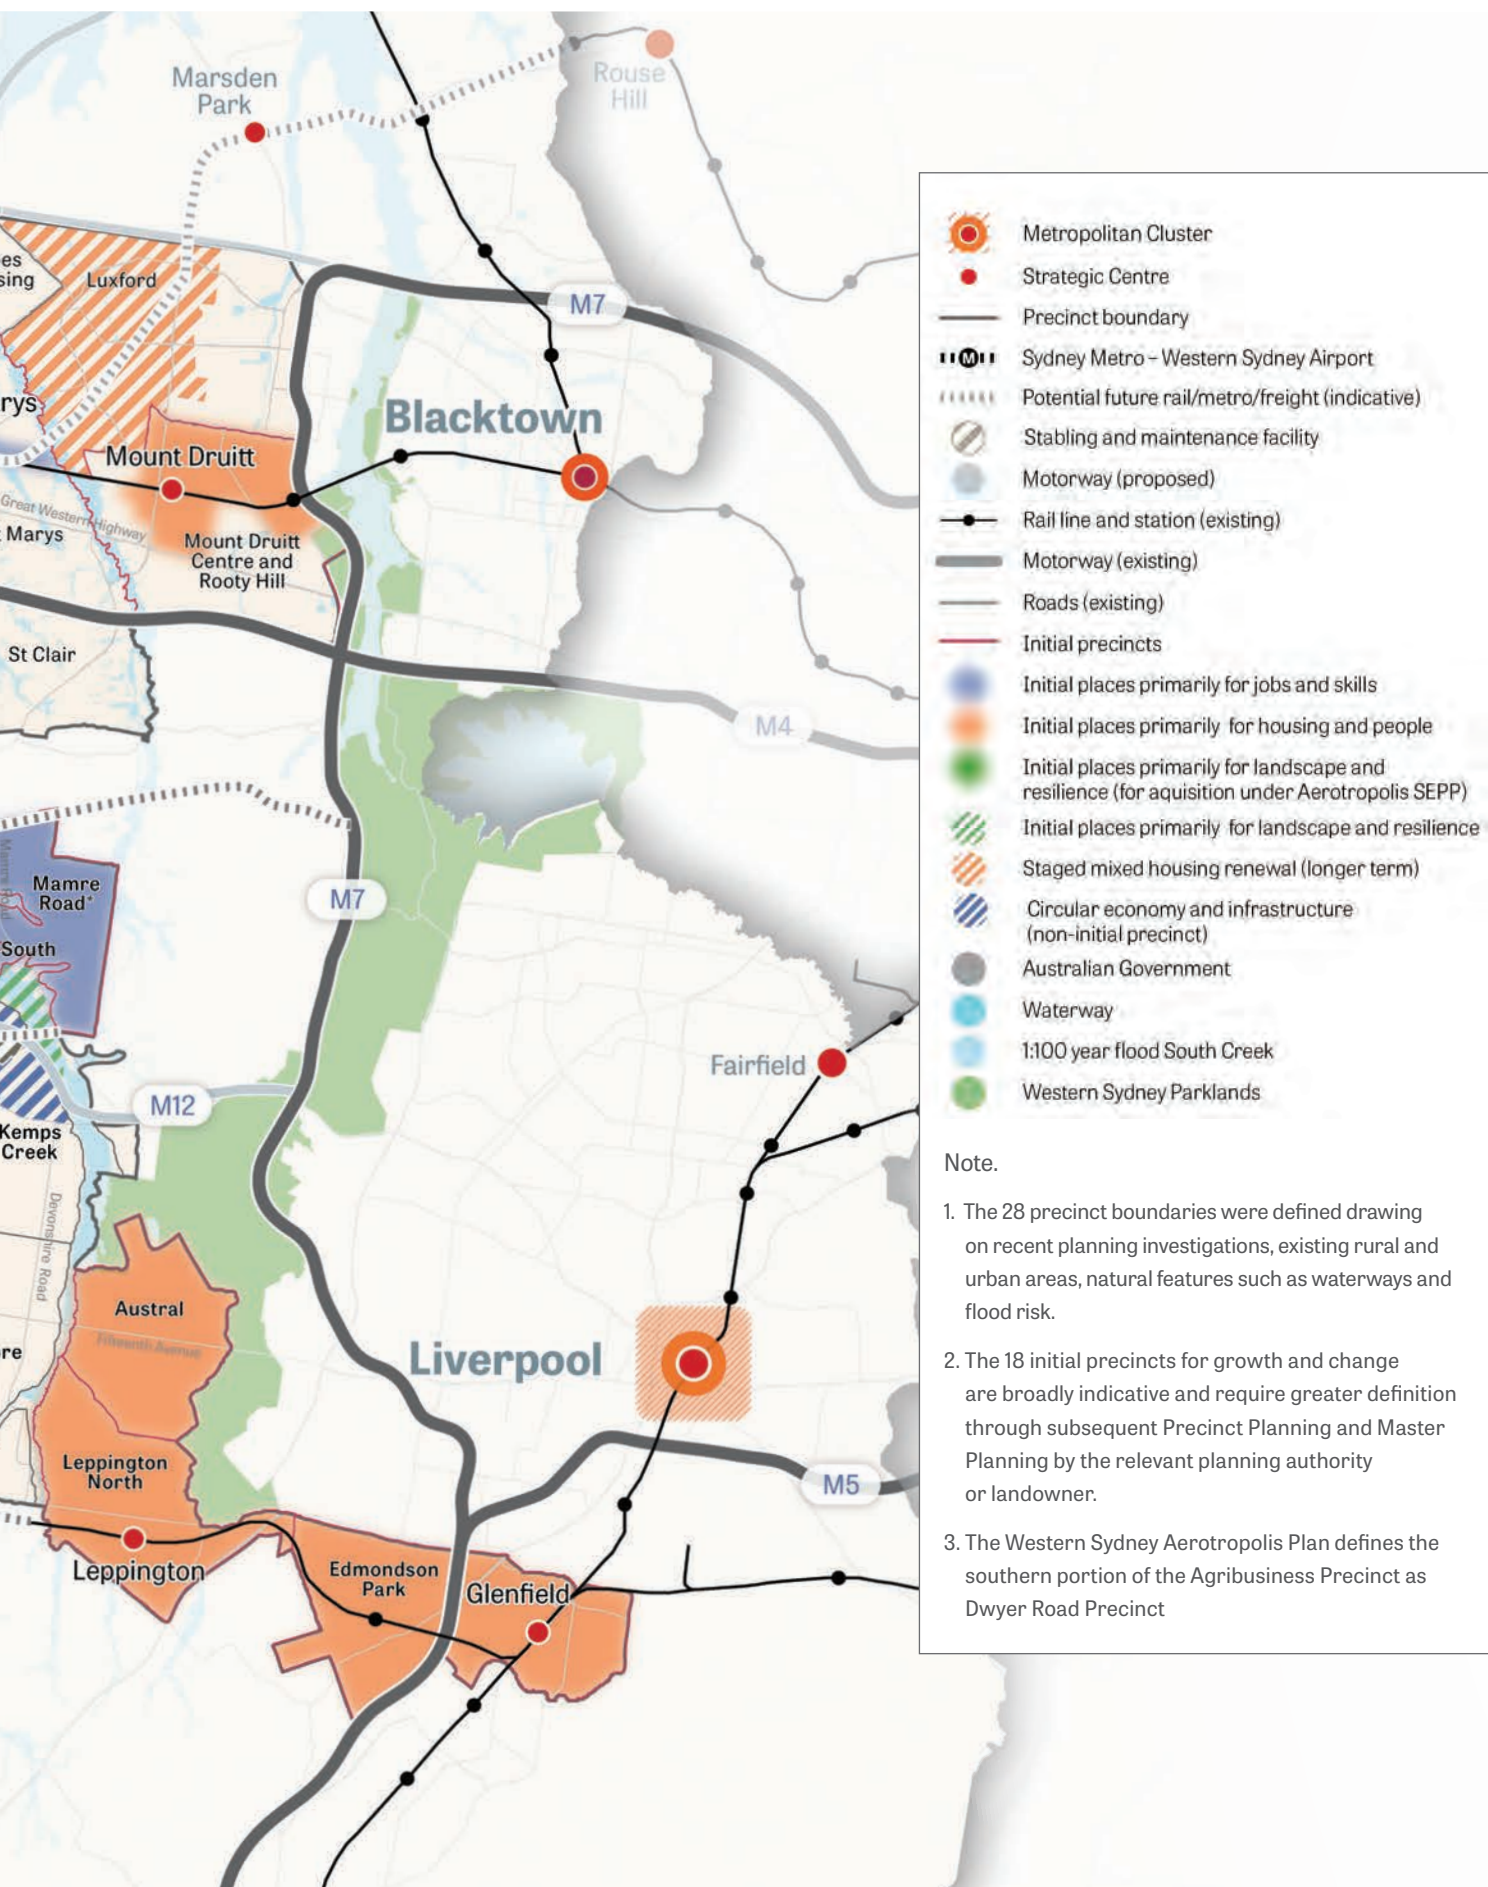 Marsden
Park
Rouse
Hill
es
sing
Luxford
M7
rys
Blacktown
Mount Druitt
Great Western Highway
Marys
Mount Druitt
Centre and
Rooty Hill
St Clair
M4
Mamre Road
Mamre
Road*
M7
South
Fairfield
M12
Kemps
Creek
Devonshire Road
Austral
Fifteenth Avenue
re
Liverpool
Leppington
North
M5
Leppington
Edmondson
Park
Glenfield
Metropolitan Cluster
Strategic Centre
Precinct boundary
M
Sydney Metro – Western Sydney Airport
Potential future rail/metro/freight (indicative)
Stabling and maintenance facility
Motorway (proposed)
Rail line and station (existing)
Motorway (existing)
Roads (existing)
Initial precincts
Initial places primarily for jobs and skills
Initial places primarily for housing and people
Initial places primarily for landscape and
resilience (for aquisition under Aerotropolis SEPP)
Initial places primarily for landscape and resilience
Staged mixed housing renewal (longer term)
Circular economy and infrastructure
(non-initial precinct)
Australian Government
Waterway
1:100 year flood South Creek
Western Sydney Parklands
Note.
1. The 28 precinct boundaries were defined drawing
on recent planning investigations, existing rural and
urban areas, natural features such as waterways and
flood risk.
2. The 18 initial precincts for growth and change
are broadly indicative and require greater definition
through subsequent Precinct Planning and Master
Planning by the relevant planning authority
or landowner.
3. The Western Sydney Aerotropolis Plan defines the
southern portion of the Agribusiness Precinct as
Dwyer Road Precinct